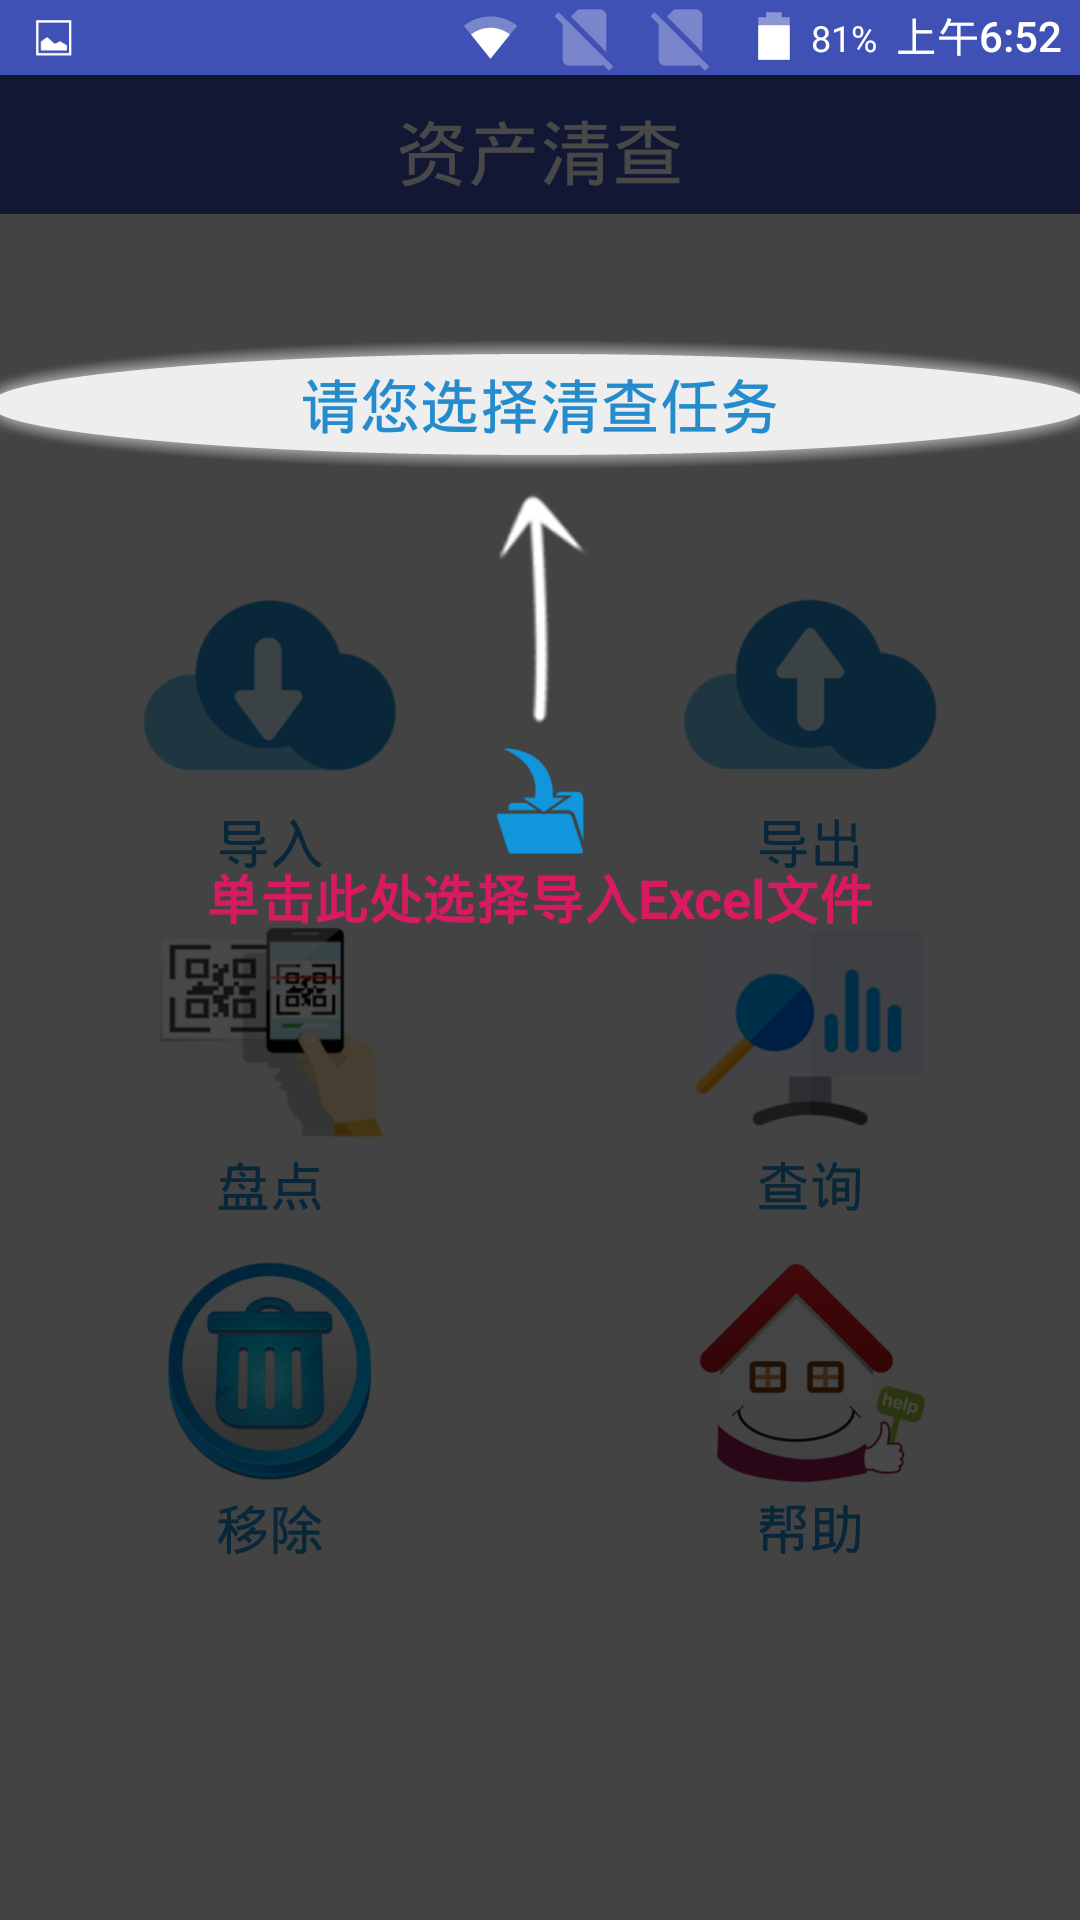 81% 上午6:52
资产清查
请您选择清查任务
导入 导出
单击此处选择导入Excel文件
盘点 查询
help
移除 帮助